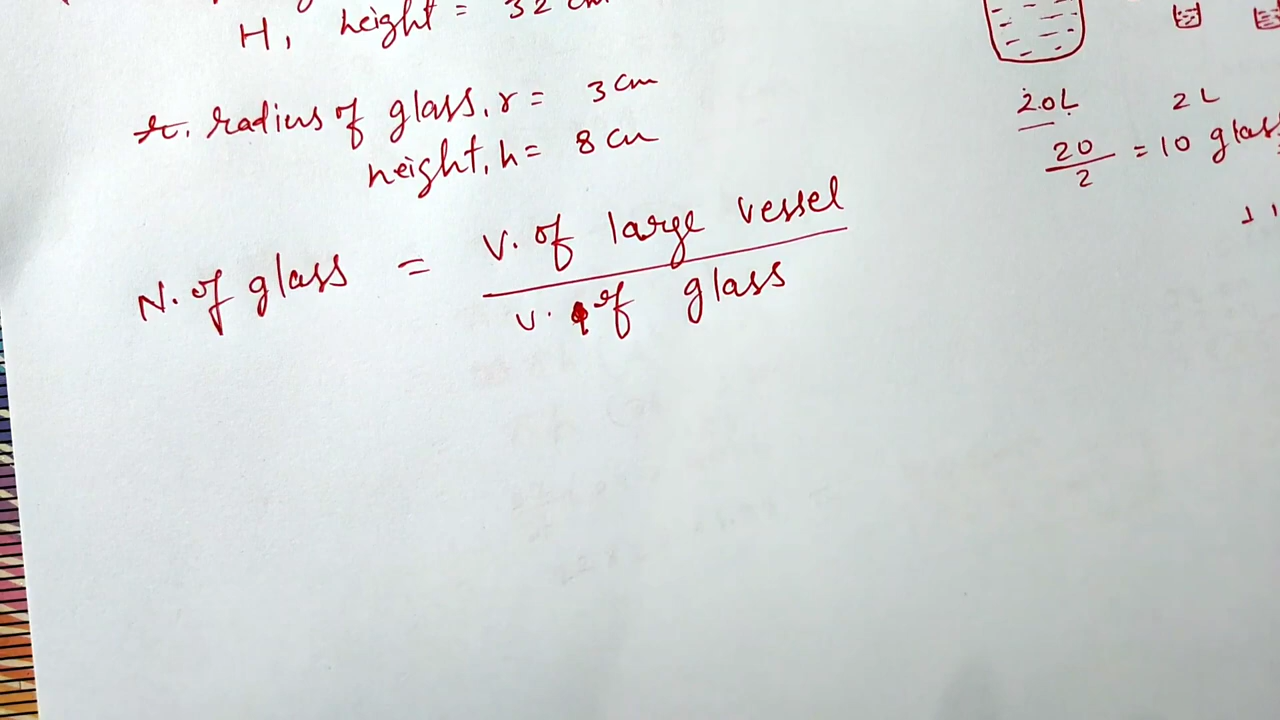 H, height = 32 cm
r. radius of glass, r = 3 cm
height, h = 8 cm
N. of glass = V. of large vessel
v. of glass
20L 2L
20 = 10 glass
2